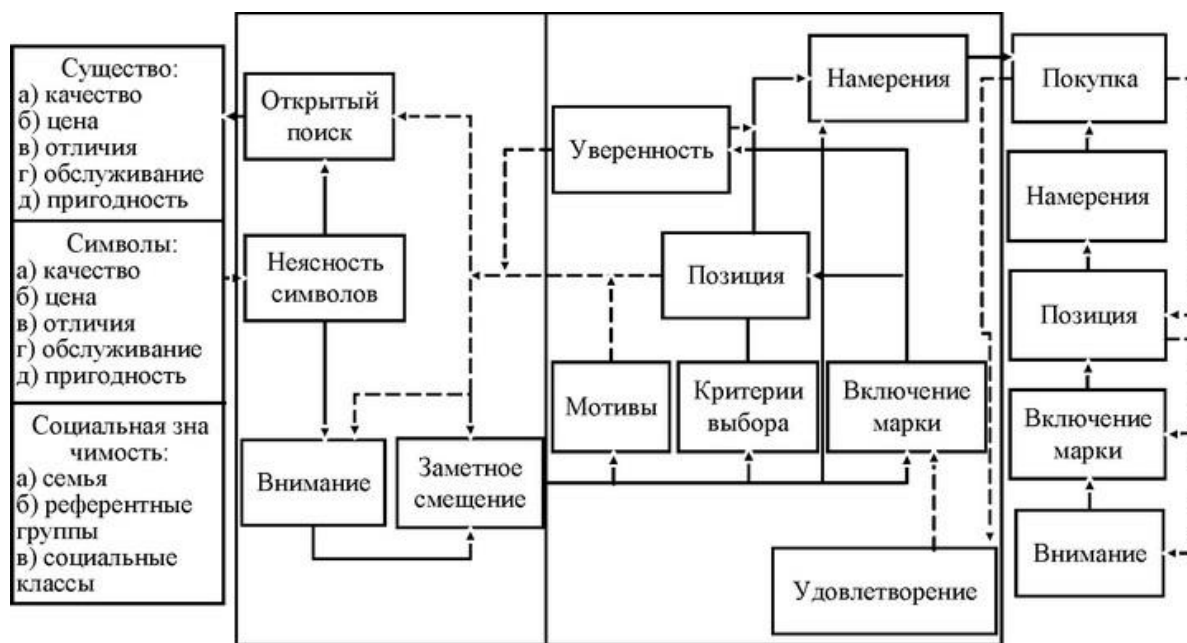 Существо:
а) качество
б) цена
в) отличия
г) обслуживание
д) пригодность
Символы:
а) качество
б) цена
в) отличия
г) обслуживание
д) пригодность
Социальная зна
чимость:
а) семья
б) референтные
группы
в) социальные
классы
Открытый
поиск
Неясность
символов
Внимание
Заметное
смещение
Намерения
Уверенность
Позиция
Мотивы
Критерии
выбора
Включение
марки
Удовлетворение
Покупка
Намерения
Позиция
Включение
марки
Внимание